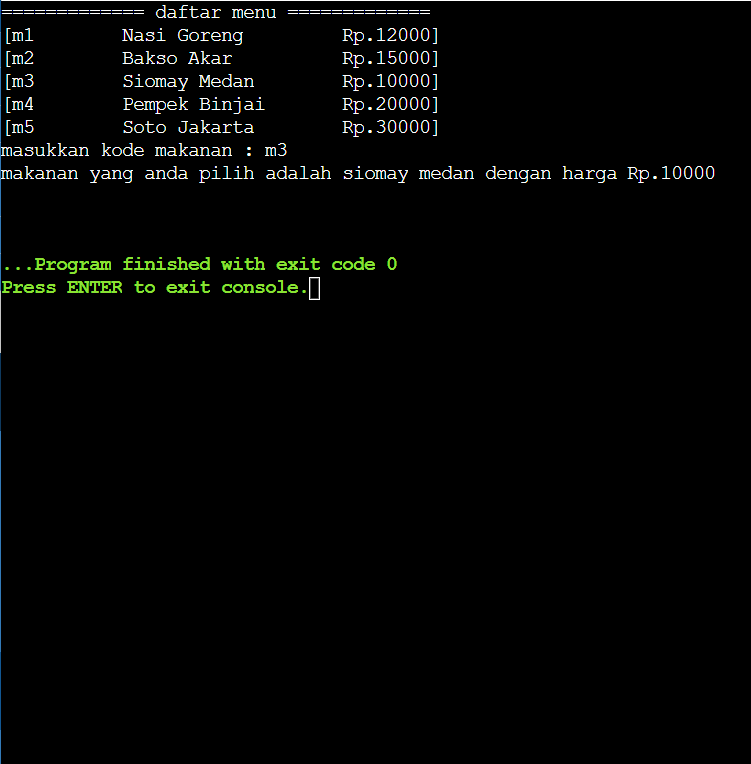 ============= daftar menu =============
[m1        Nasi Goreng         Rp.12000]
[m2        Bakso Akar          Rp.15000]
[m3        Siomay Medan        Rp.10000]
[m4        Pempek Binjai       Rp.20000]
[m5        Soto Jakarta        Rp.30000]
masukkan kode makanan : m3
makanan yang anda pilih adalah siomay medan dengan harga Rp.10000
...Program finished with exit code 0
Press ENTER to exit console.